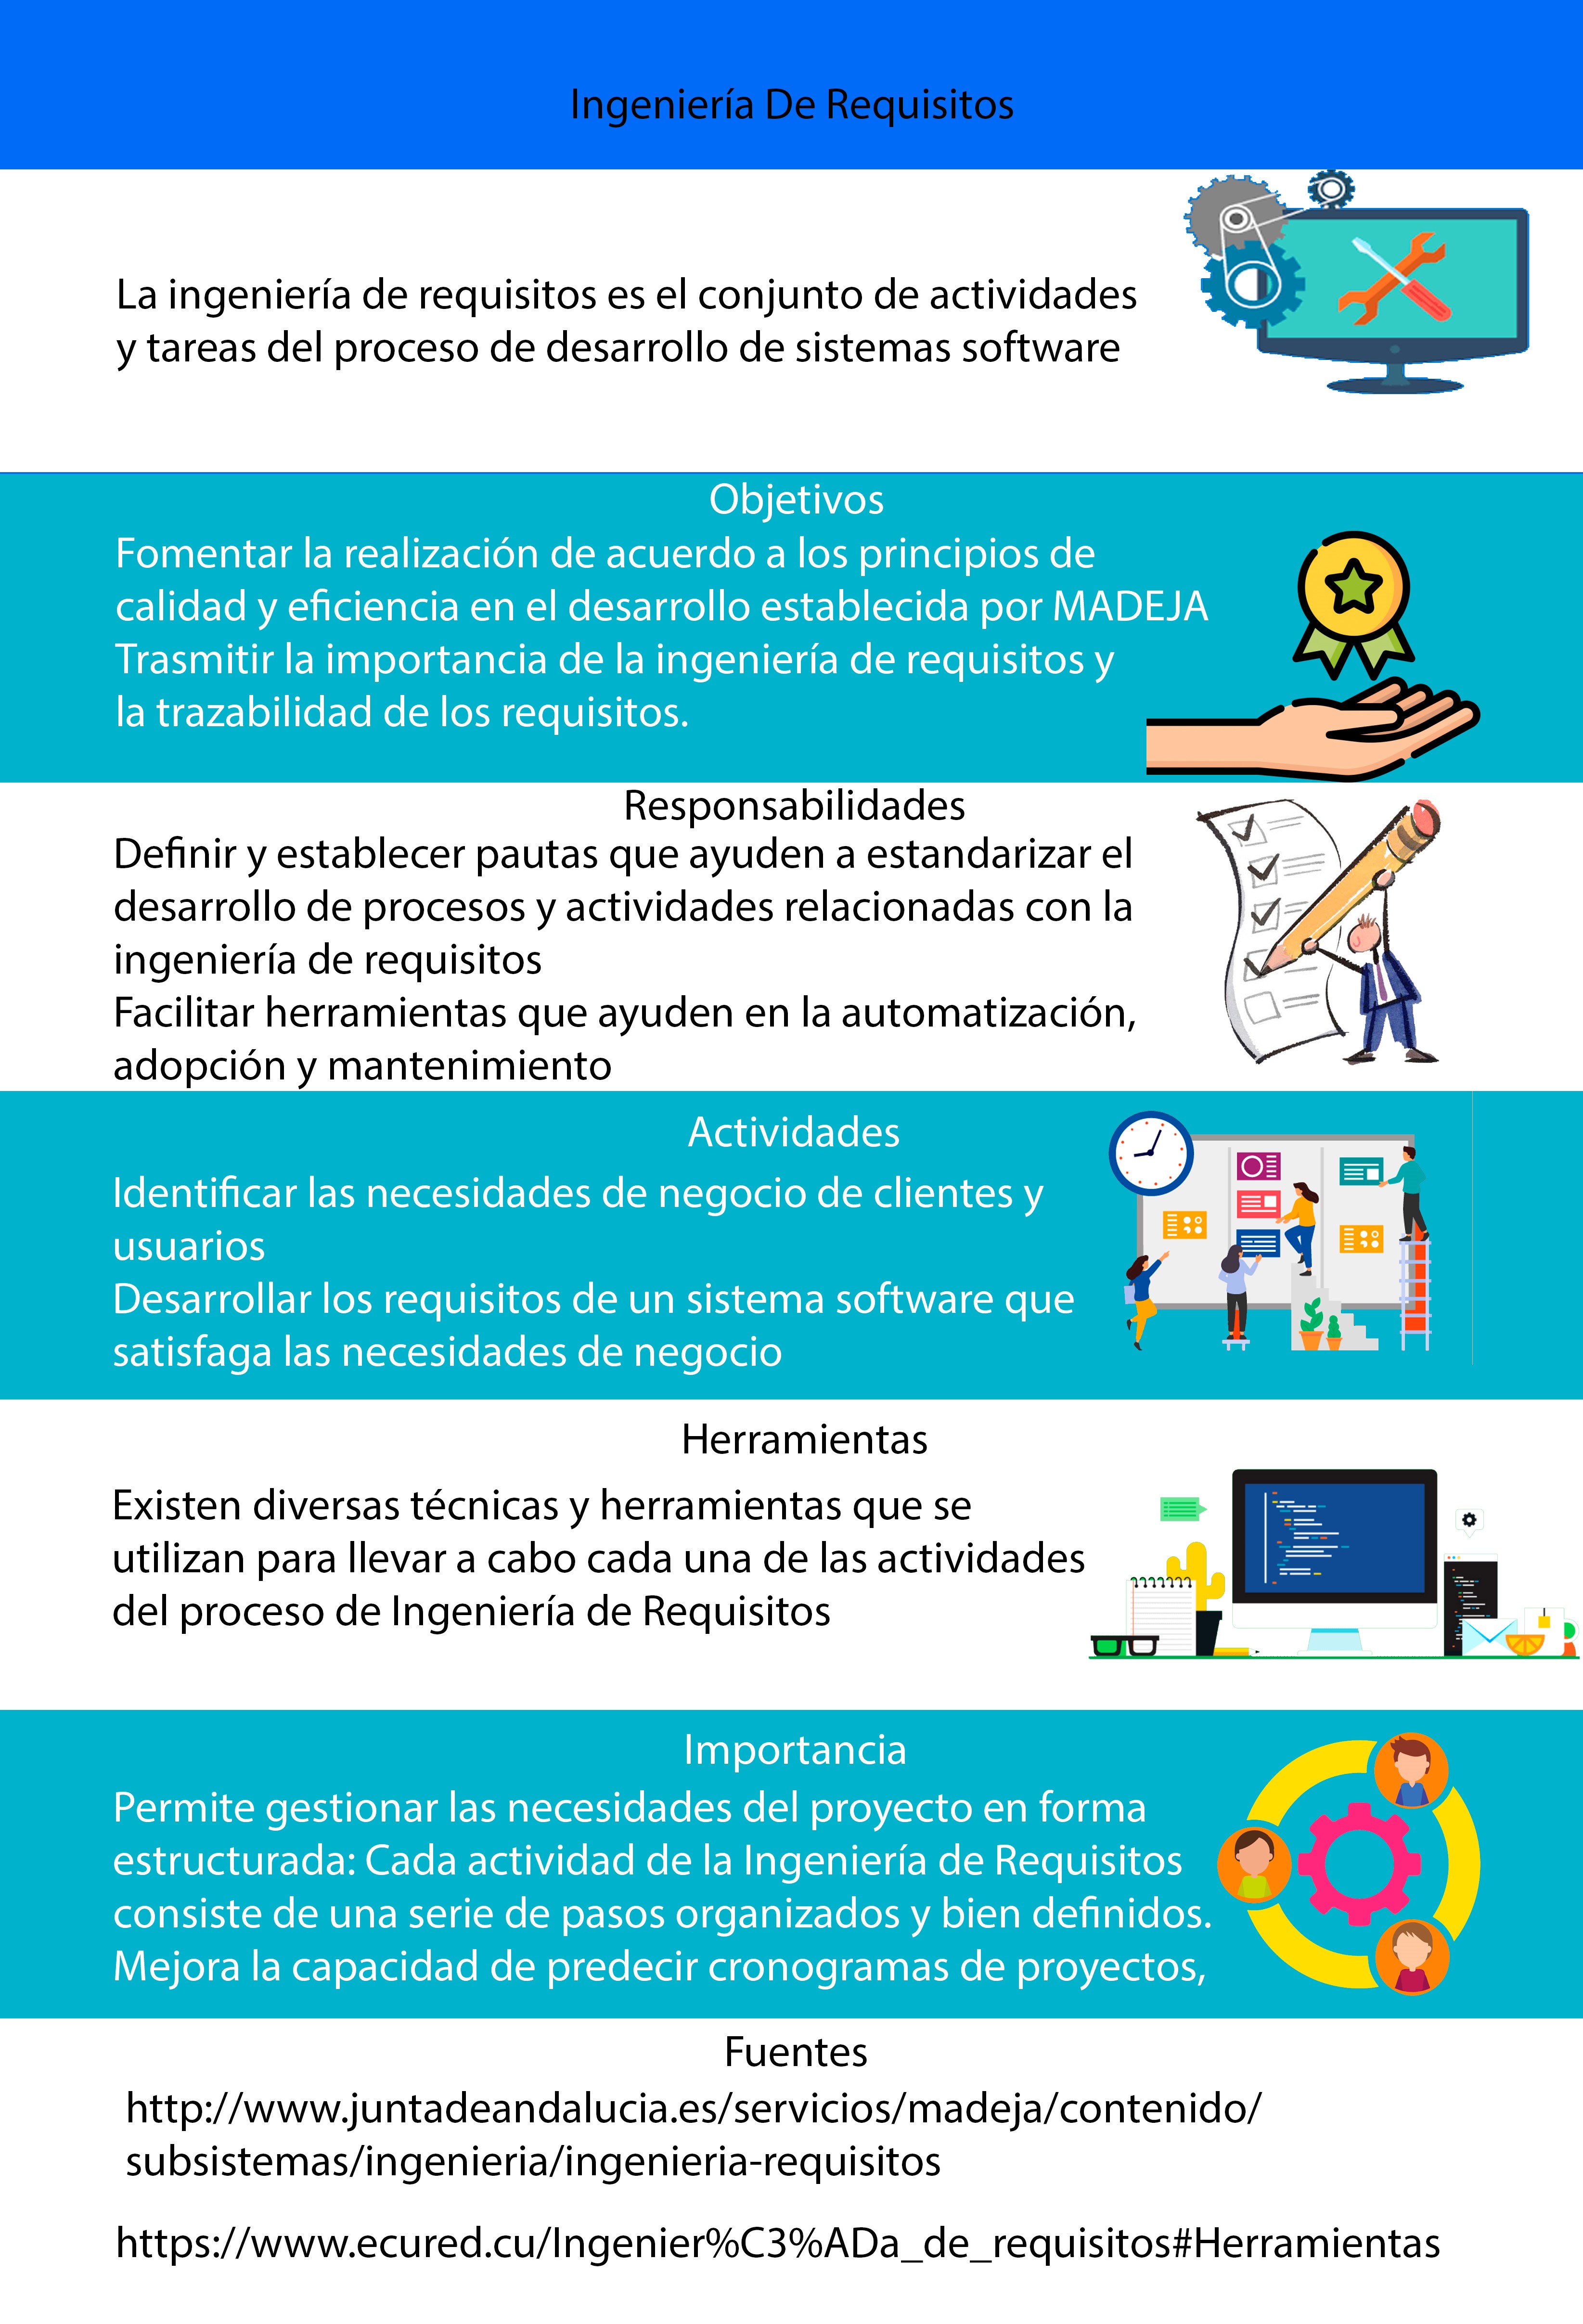 Ingeniería De Requisitos
La ingeniería de requisitos es el conjunto de actividades
y tareas del proceso de desarrollo de sistemas software
Objetivos
Fomentar la realización de acuerdo a los principios de
calidad y eficiencia en el desarrollo establecida por MADEJA
Trasmitir la importancia de la ingeniería de requisitos y
la trazabilidad de los requisitos.
Responsabilidades
Definir y establecer pautas que ayuden a estandarizar el
desarrollo de procesos y actividades relacionadas con la
ingeniería de requisitos
Facilitar herramientas que ayuden en la automatización,
adopción y mantenimiento
Actividades
Identificar las necesidades de negocio de clientes y
usuarios
Desarrollar los requisitos de un sistema software que
satisfaga las necesidades de negocio
Herramientas
Existen diversas técnicas y herramientas que se
utilizan para llevar a cabo cada una de las actividades
del proceso de Ingeniería de Requisitos
Importancia
Permite gestionar las necesidades del proyecto en forma
estructurada: Cada actividad de la Ingeniería de Requisitos
consiste de una serie de pasos organizados y bien definidos.
Mejora la capacidad de predecir cronogramas de proyectos,
Fuentes
http://www.juntadeandalucia.es/servicios/madeja/contenido/
subsistemas/ingenieria/ingenieria-requisitos
https://www.ecured.cu/Ingenier%C3%ADa_de_requisitos#Herramientas